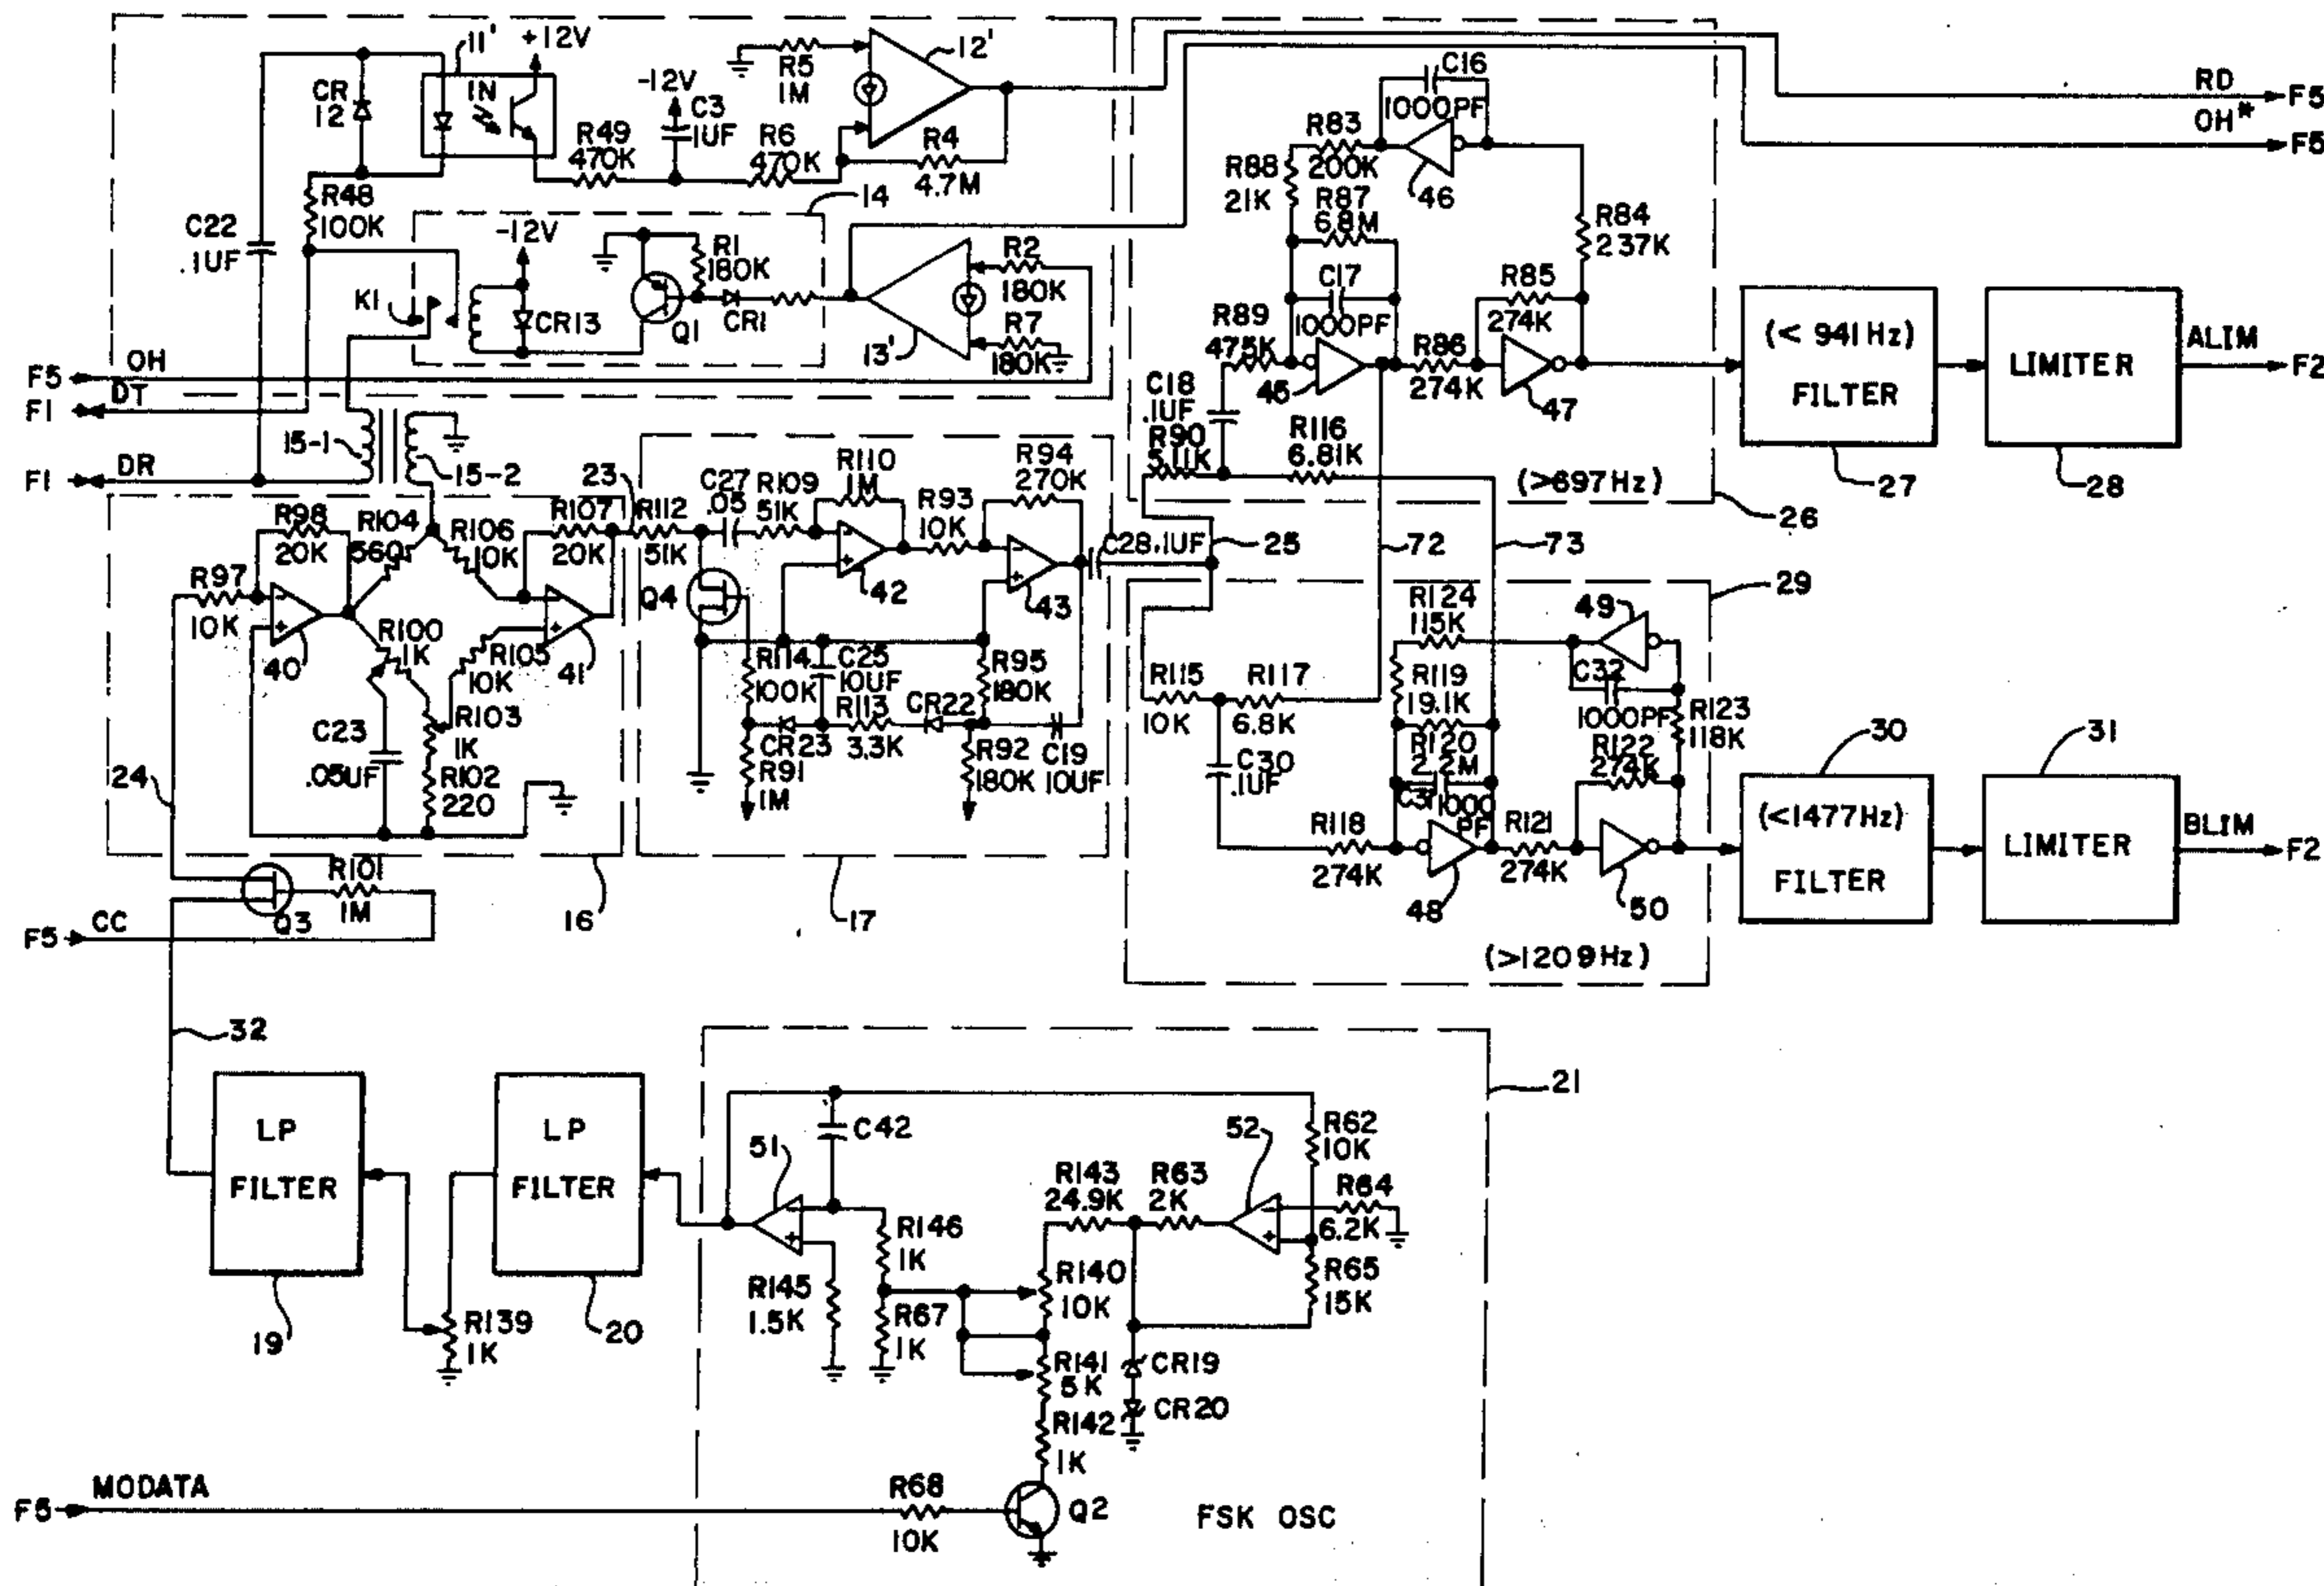 11'
+12V
CR
12
1N
-12V
C3
.1UF
R5
1M
12'
R49
470K
R6
470K
R4
4.7M
R48
100K
C22
.1UF
14
-12V
K1
CR13
R1
180K
Q1
CR1
13'
R2
180K
R7
180K
F5
OH
F1
DT
F1
DR
15-1
15-2
C16
1000PF
R83
200K
R88
21K
R87
6.8M
46
R84
237K
C17
1000PF
R85
274K
R89
475K
R86
274K
45
47
C18
.1UF
R90
5.11K
R116
6.81K
(>697Hz)
26
RD
F5
OH*
F5
(< 941Hz)
FILTER
27
LIMITER
28
ALIM
F2
R98
20K
R104
560
R106
10K
R107
20K
23
R97
10K
40
R100
1K
R105
10K
41
C23
.05UF
R103
1K
R102
220
24
16
R112
51K
C27
.05
R109
51K
R110
1M
R93
10K
R94
270K
C28 .1UF
42
43
Q4
R114
100K
C25
10UF
R95
180K
R113
3.3K
CR22
CR23
R91
1M
R92
180K
C19
10UF
17
25
72
73
29
R124
115K
49
R119
19.1K
C32
1000PF
R123
118K
R115
10K
R117
6.8K
R120
2.2M
R122
274K
C30
.1UF
C31
1000
PF
R118
274K
R121
274K
48
50
(>1209Hz)
30
(<1477Hz)
FILTER
31
LIMITER
BLIM
F2
R101
1M
Q3
F5
CC
32
LP
FILTER
19
R139
1K
LP
FILTER
20
21
C42
51
R146
1K
R145
1.5K
R67
1K
R143
24.9K
R63
2K
52
R62
10K
R64
6.2K
R65
15K
R140
10K
R141
5K
R142
1K
CR19
CR20
F5
MODATA
R68
10K
Q2
FSK OSC